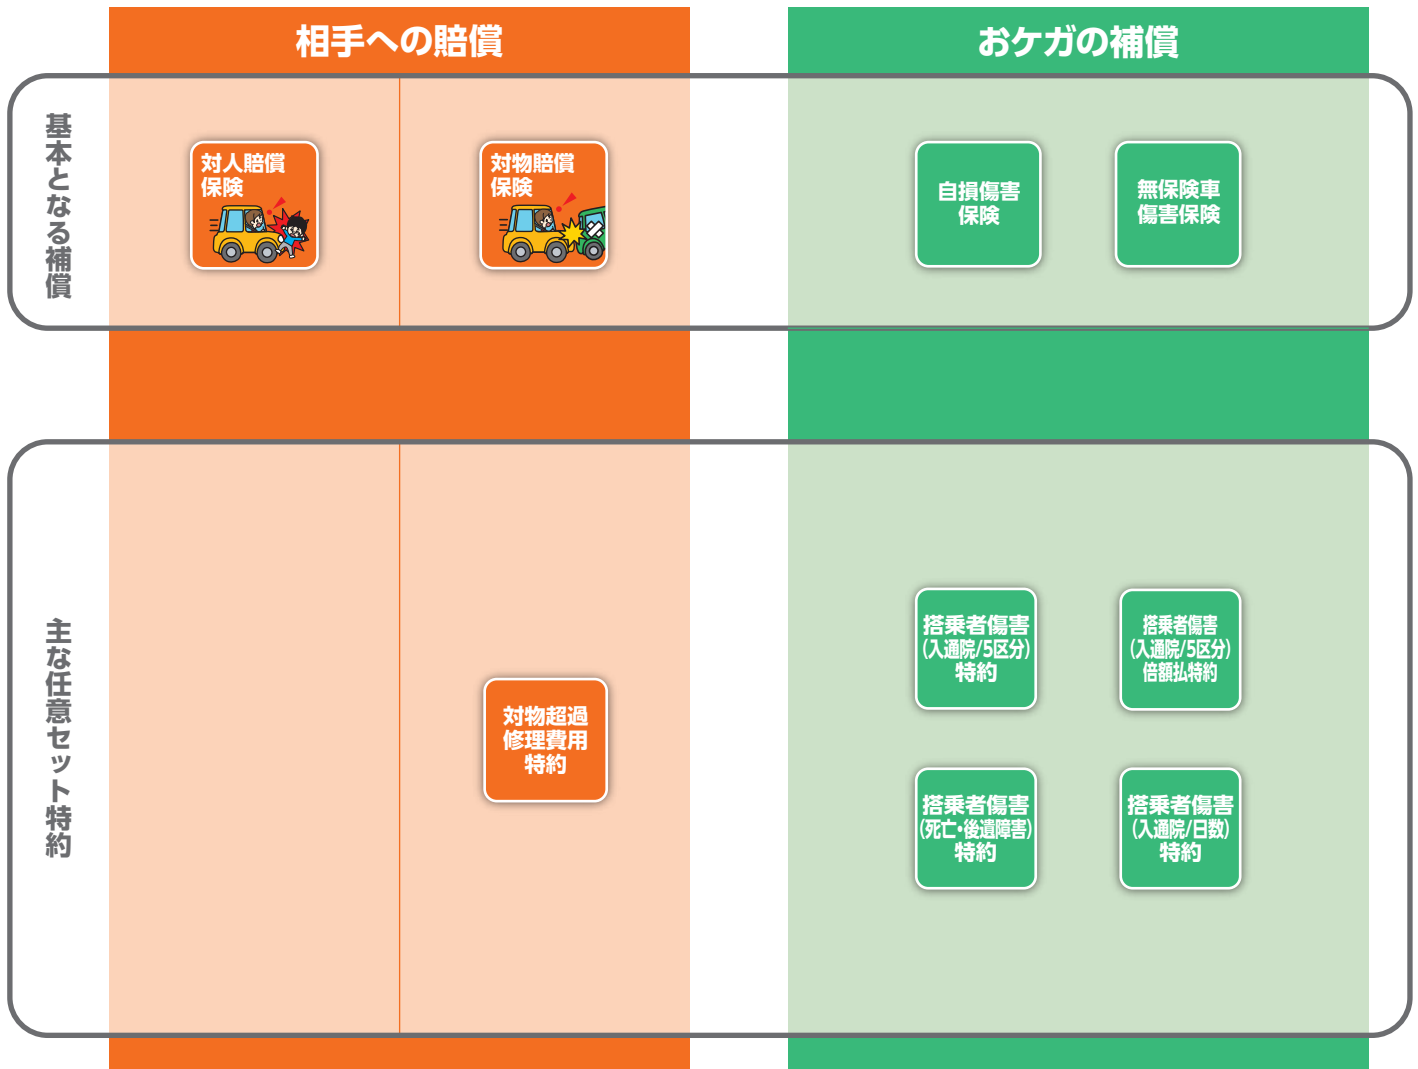 相手への賠償
おケガの補償
基本となる補償
対人賠償
保険
対物賠償
保険
自損傷害
保険
無保険車
傷害保険
主な任意セット特約
対物超過
修理費用
特約
搭乗者傷害
(入通院/5区分)
特約
搭乗者傷害
(入通院/5区分)
倍額払特約
搭乗者傷害
(死亡・後遺障害)
特約
搭乗者傷害
(入通院/日数)
特約